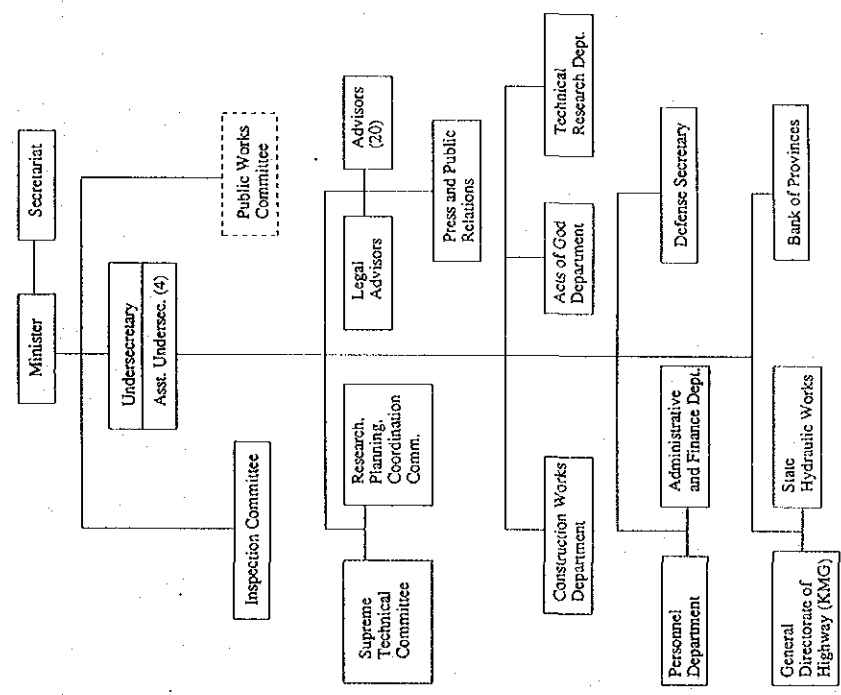 Minister
Secretariat
Undersecretary
Asst. Undersec. (4)
Public Works
Committee
Inspection Committee
Supreme
Technical
Committee
Research,
Planning,
Coordination
Comm.
Legal
Advisors
Advisors
(20)
Press and Public
Relations
Construction Works
Department
Acts of God
Department
Technical
Research Dept.
Personnel
Department
Administrative
and Finance Dept.
Defense Secretary
General
Directorate of
Highway (KMG)
State
Hydraulic Works
Bank of Provinces